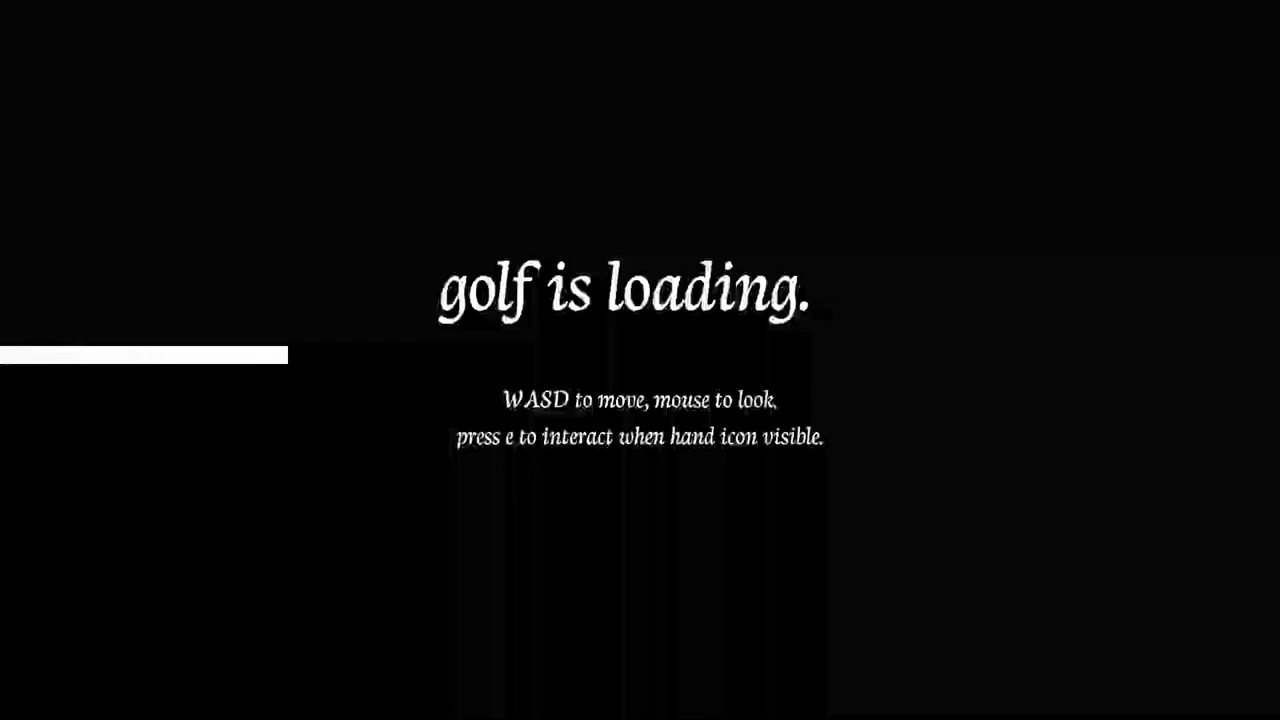 golf is loading.
WASD to move, mouse to look.
press e to interact when hand icon visible.